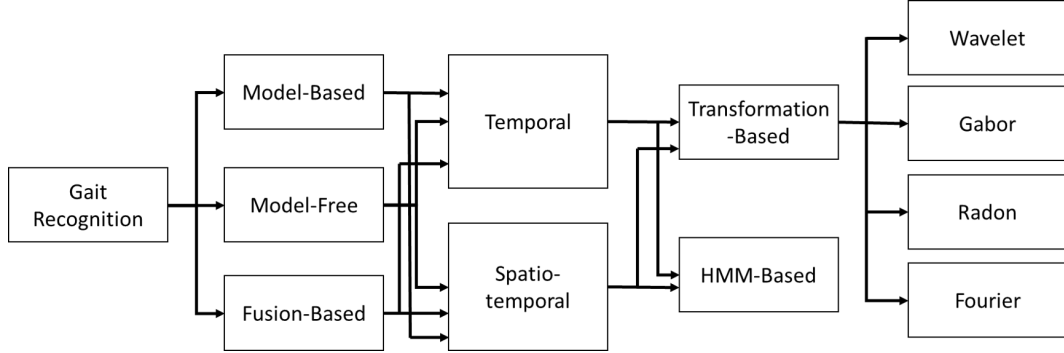 Gait
Recognition
Model-Based
Model-Free
Fusion-Based
Temporal
Spatio-
temporal
Transformation
-Based
HMM-Based
Wavelet
Gabor
Radon
Fourier